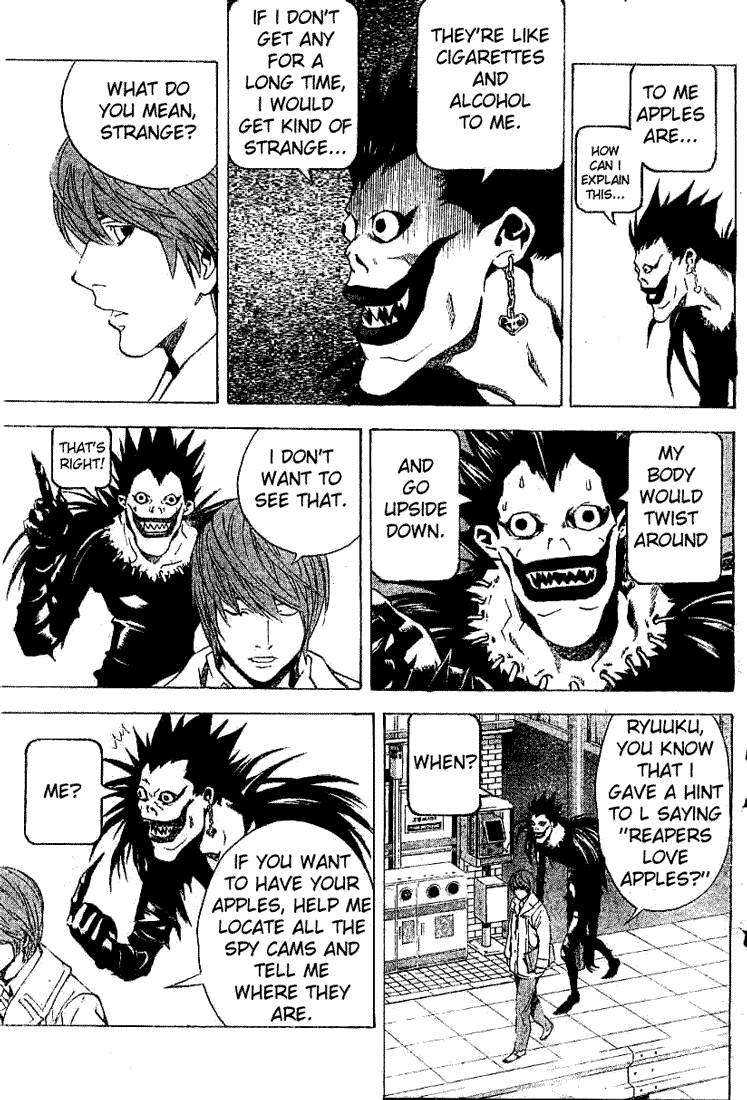 TO ME
APPLES
ARE...
HOW
CAN I
EXPLAIN
THIS...
THEY'RE LIKE
CIGARETTES
AND
ALCOHOL
TO ME.
IF I DON'T
GET ANY
FOR A
LONG TIME,
I WOULD
GET KIND OF
STRANGE...
WHAT DO
YOU MEAN,
STRANGE?
MY
BODY
WOULD
TWIST
AROUND
AND
GO
UPSIDE
DOWN.
I DON'T
WANT TO
SEE THAT.
THAT'S
RIGHT!
RYUUKU,
YOU KNOW
THAT I
GAVE A HINT
TO L SAYING
"REAPERS
LOVE
APPLES?"
WHEN?
ME?
IF YOU WANT
TO HAVE YOUR
APPLES, HELP ME
LOCATE ALL THE
SPY CAMS AND
TELL ME
WHERE THEY
ARE.